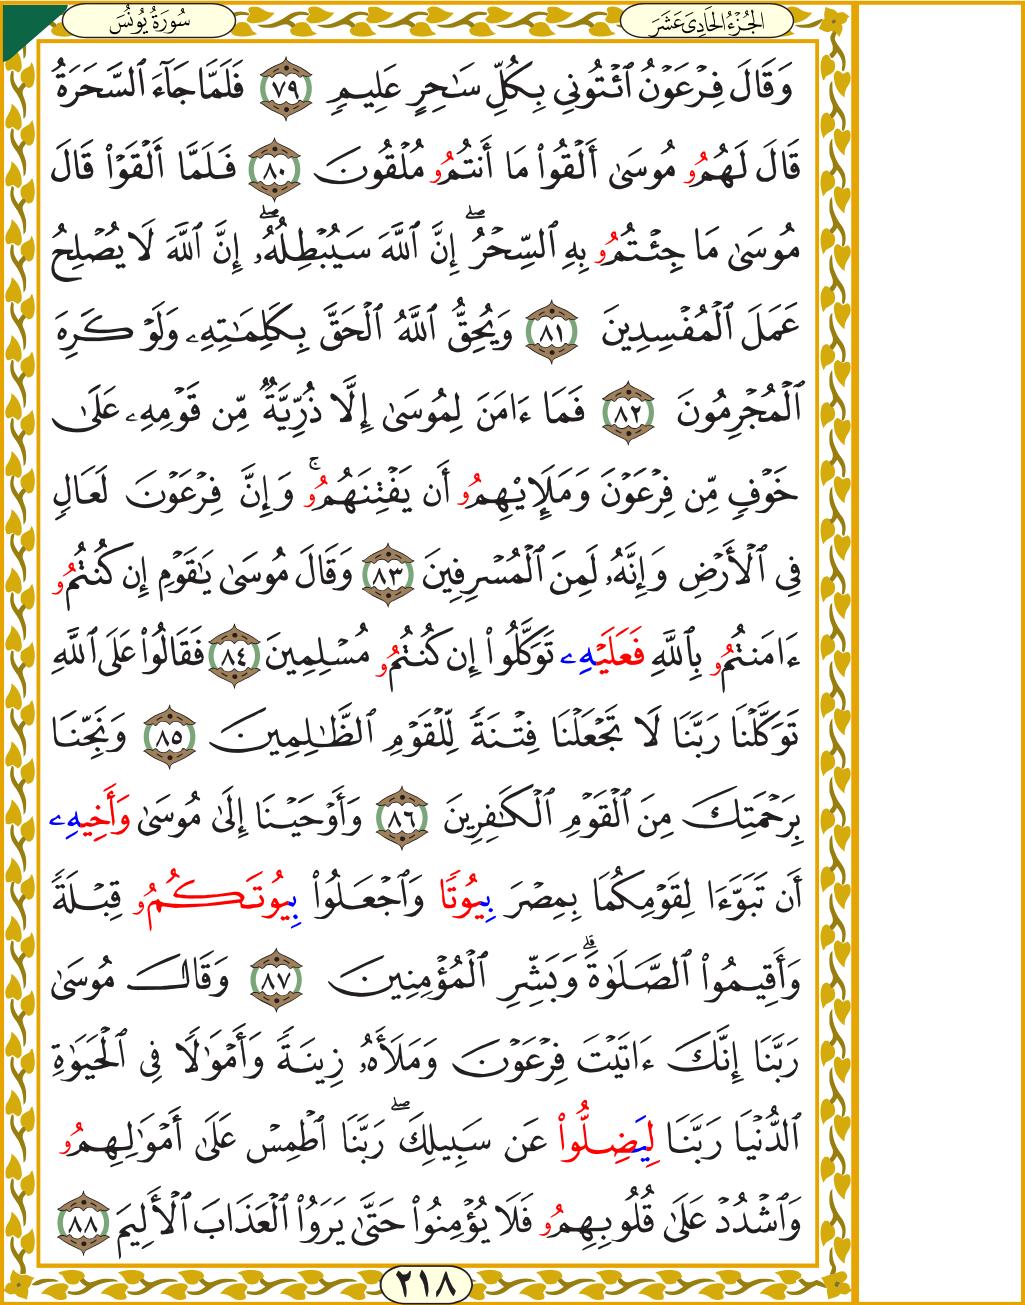 سُورَةُ يُونُسَ
الجُزْءُ الحَادِيَ عَشَرَ
وَقَالَ فِرْعَوْنُ ٱئْتُونِي بِكُلِّ سَٰحِرٍ عَلِيمٖ ٧٩ فَلَمَّا جَآءَ ٱلسَّحَرَةُ
قَالَ لَهُمُۥ مُوسَىٰ أَلْقُوا۟ مَا أَنتُمُۥ مُلْقُونَ ٨٠ فَلَمَّا أَلْقَوْا۟ قَالَ
مُوسَىٰ مَا جِئْتُمُۥ بِهِ ٱلسِّحْرُۖ إِنَّ ٱللَّهَ سَيُبْطِلُهُۥۖ إِنَّ ٱللَّهَ لَا يُصْلِحُ
عَمَلَ ٱلْمُفْسِدِينَ ٨١ وَيُحِقُّ ٱللَّهُ ٱلْحَقَّ بِكَلِمَٰتِهِۦ وَلَوْ كَرِهَ
ٱلْمُجْرِمُونَ ٨٢ فَمَا ءَامَنَ لِمُوسَىٰ إِلَّا ذُرِّيَّةٞ مِّن قَوْمِهِۦ عَلَىٰ
خَوْفٖ مِّن فِرْعَوْنَ وَمَلَإِي۟هِمُۥ أَن يَفْتِنَهُمُۥۚ وَإِنَّ فِرْعَوْنَ لَعَالٖ
فِي ٱلْأَرْضِ وَإِنَّهُۥ لَمِنَ ٱلْمُسْرِفِينَ ٨٣ وَقَالَ مُوسَىٰ يَٰقَوْمِ إِن كُنتُمُۥ
ءَامَنتُمُۥ بِٱللَّهِ فَعَلَيْهِۦ تَوَكَّلُوا۟ إِن كُنتُمُۥ مُسْلِمِينَ ٨٤ فَقَالُوا۟ عَلَى ٱللَّهِ
تَوَكَّلْنَا رَبَّنَا لَا تَجْعَلْنَا فِتْنَةٗ لِّلْقَوْمِ ٱلظَّٰلِمِينَ ٨٥ وَنَجِّنَا
بِرَحْمَتِكَ مِنَ ٱلْقَوْمِ ٱلْكَٰفِرِينَ ٨٦ وَأَوْحَيْنَا إِلَىٰ مُوسَىٰ وَأَخِيهِۦ
أَن تَبَوَّءَا لِقَوْمِكُمَا بِمِصْرَ بِيُوتٗا وَٱجْعَلُوا۟ بِيُوتَكُمُۥ قِبْلَةٗ
وَأَقِيمُوا۟ ٱلصَّلَوٰةَۗ وَبَشِّرِ ٱلْمُؤْمِنِينَ ٨٧ وَقَالَ مُوسَىٰ
رَبَّنَا إِنَّكَ ءَاتَيْتَ فِرْعَوْنَ وَمَلَأَهُۥ زِينَةٗ وَأَمْوَٰلٗا فِي ٱلْحَيَوٰةِ
ٱلدُّنْيَا رَبَّنَا لِيَضِلُّوا۟ عَن سَبِيلِكَۖ رَبَّنَا ٱطْمِسْ عَلَىٰ أَمْوَٰلِهِمُۥ
وَٱشْدُدْ عَلَىٰ قُلُوبِهِمُۥ فَلَا يُؤْمِنُوا۟ حَتَّىٰ يَرَوُا۟ ٱلْعَذَابَ ٱلْأَلِيمَ ٨٨
٢١٨